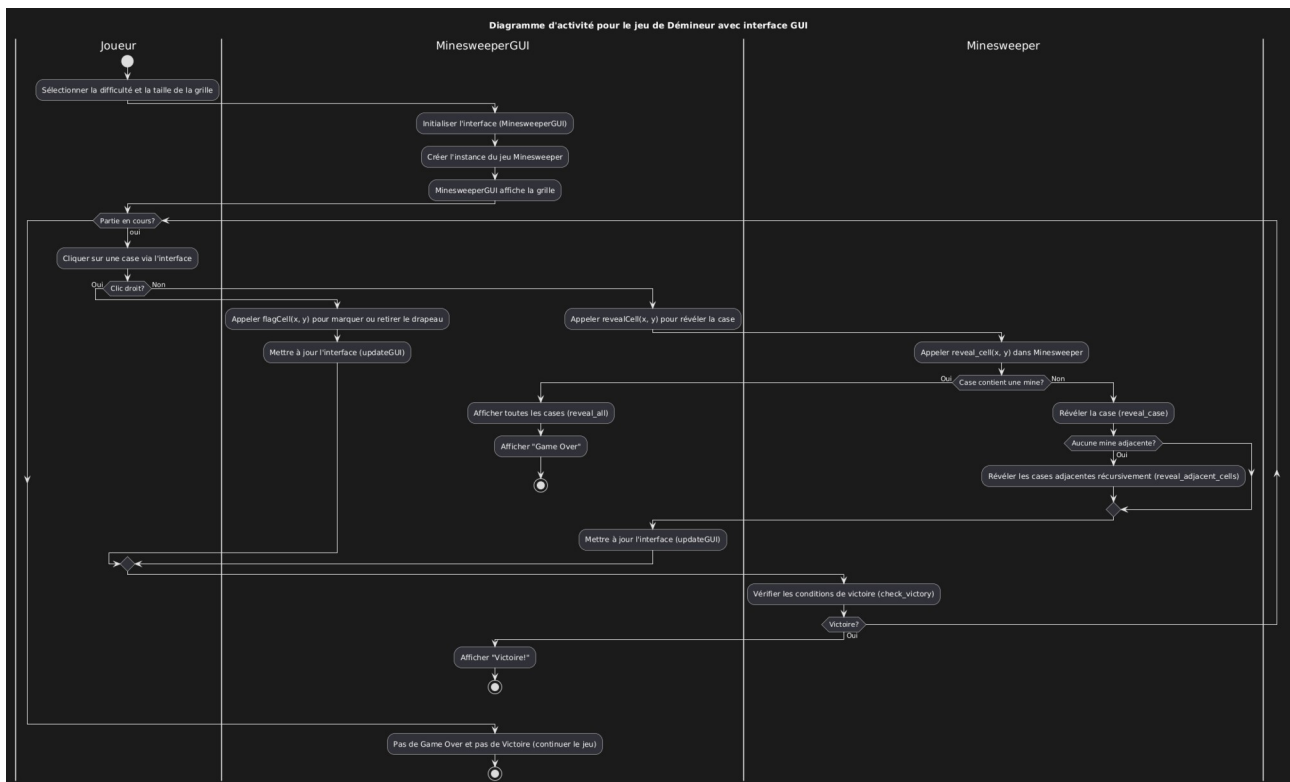 Diagramme d'activité pour le jeu de Démineur avec interface GUI
Joueur
MinesweeperGUI
Minesweeper
Sélectionner la difficulté et la taille de la grille
Initialiser l'interface (MinesweeperGUI)
Créer l'instance du jeu Minesweeper
MinesweeperGUI affiche la grille
Partie en cours?
oui
Cliquer sur une case via l'interface
Oui
Clic droit?
Non
Appeler flagCell(x, y) pour marquer ou retirer le drapeau
Appeler revealCell(x, y) pour révéler la case
Mettre à jour l'interface (updateGUI)
Appeler reveal_cell(x, y) dans Minesweeper
Oui
Case contient une mine?
Non
Afficher toutes les cases (reveal_all)
Révéler la case (reveal_case)
Afficher "Game Over"
Aucune mine adjacente?
Oui
Révéler les cases adjacentes récursivement (reveal_adjacent_cells)
Mettre à jour l'interface (updateGUI)
Vérifier les conditions de victoire (check_victory)
Victoire?
Oui
Afficher "Victoire!"
Pas de Game Over et pas de Victoire (continuer le jeu)